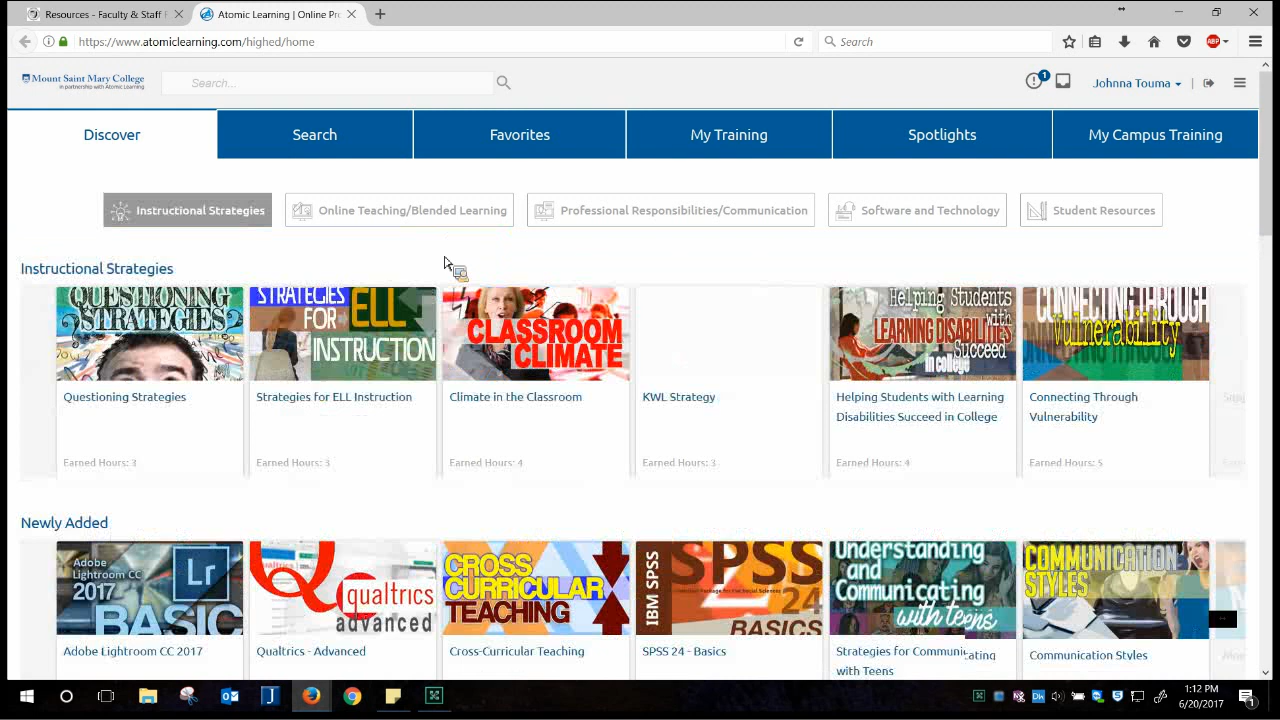 Resources - Faculty & Staff
Atomic Learning | Online Pr
https://www.atomiclearning.com/highed/home
Search
ABP
Mount Saint Mary College
in partnership with Atomic Learning
Search...
1
Johnna Touma
Discover
Search
Favorites
My Training
Spotlights
My Campus Training
Instructional Strategies
Online Teaching/Blended Learning
Professional Responsibilities/Communication
Software and Technology
Student Resources
Instructional Strategies
QUESTIONING
STRATEGIES
STRATEGIES
FOR ELL
INSTRUCTION
CLASSROOM
CLIMATE
Helping Students
with
LEARNING DISABILITIES
Succeed
in college
CONNECTING THROUGH
Vulnerability
Questioning Strategies
Strategies for ELL Instruction
Climate in the Classroom
KWL Strategy
Helping Students with Learning
Disabilities Succeed in College
Connecting Through
Vulnerability
Earned Hours: 3
Earned Hours: 3
Earned Hours: 4
Earned Hours: 3
Earned Hours: 4
Earned Hours: 5
Newly Added
Adobe
Lightroom CC
2017
Lr
BASIC
Q
qualtrics
advanced
CROSS
CURRICULAR
TEACHING
IBM SPSS
SPSS
24
BASICS
Understanding
and
Communicating
with teens
COMMUNICATION
STYLES
Adobe Lightroom CC 2017
Qualtrics - Advanced
Cross-Curricular Teaching
SPSS 24 - Basics
Strategies for Communicating
with Teens
Communication Styles
1:12 PM
6/20/2017
1